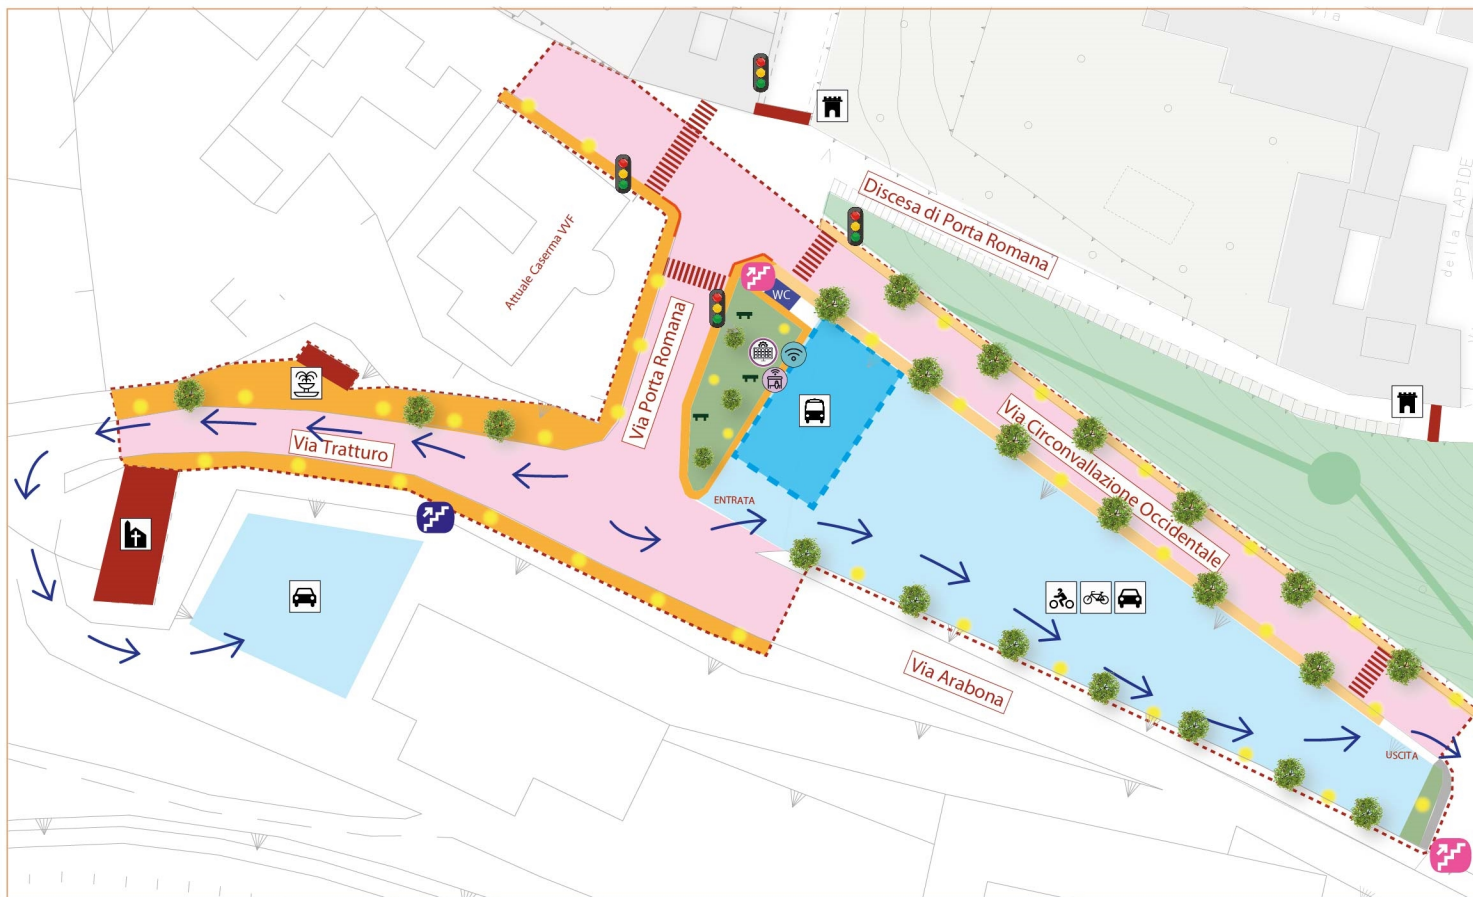 Via
Discesa di Porta Romana
della LAPIDE
Attuale Caserma VVF
WC
Via Porta Romana
Via Tratturo
Via Circonvallazione Occidentale
ENTRATA
Via Arabona
USCITA